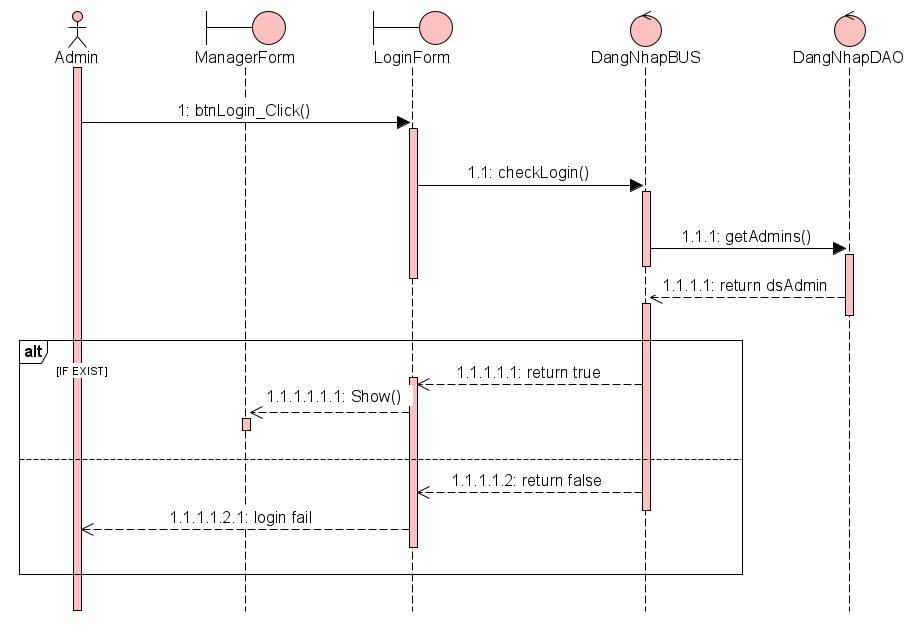 Admin
ManagerForm
LoginForm
DangNhapBUS
DangNhapDAO
1: btnLogin_Click()
1.1: checkLogin()
1.1.1: getAdmins()
1.1.1.1: return dsAdmin
alt
[IF EXIST]
1.1.1.1.1: return true
1.1.1.1.1.1: Show()
1.1.1.1.2: return false
1.1.1.1.2.1: login fail